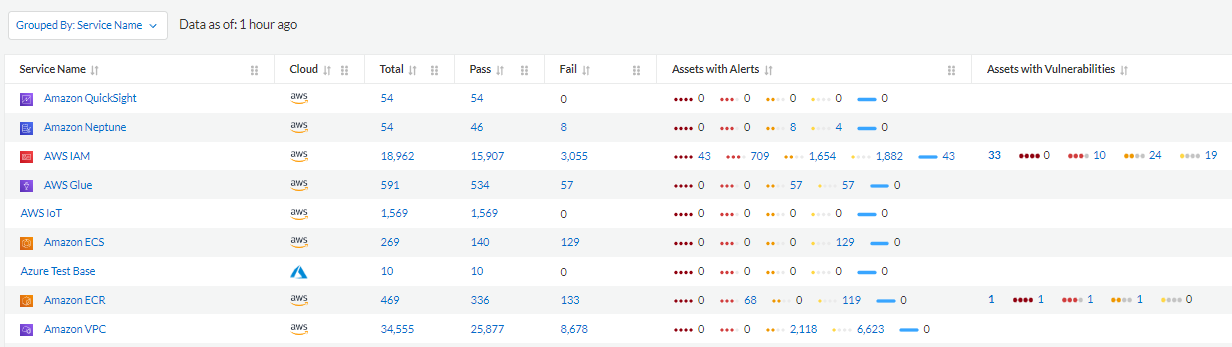 Grouped By: Service Name Data as of: 1 hour ago
Service Name Cloud Total Pass Fail Assets with Alerts Assets with Vulnerabilities
Amazon QuickSight aws 54 54 0 0 0 0 0 0
Amazon Neptune aws 54 46 8 0 0 8 4 0
AWS IAM aws 18,962 15,907 3,055 43 709 1,654 1,882 43 33 0 10 24 19
AWS Glue aws 591 534 57 0 0 57 57 0
AWS IoT aws 1,569 1,569 0 0 0 0 0 0
Amazon ECS aws 269 140 129 0 0 0 129 0
Azure Test Base 10 10 0 0 0 0 0 0
Amazon ECR aws 469 336 133 0 68 0 119 0 1 1 1 1 0
Amazon VPC aws 34,555 25,877 8,678 0 0 2,118 6,623 0